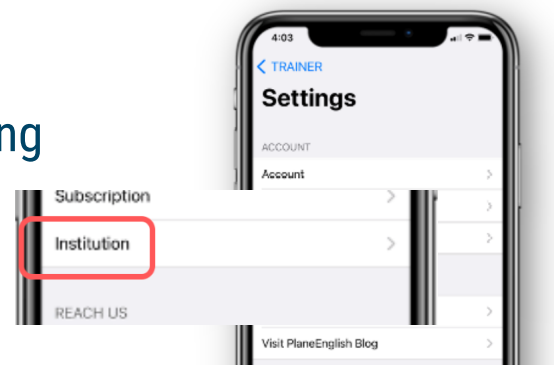 4:03
TRAINER
Settings
ng
ACCOUNT
Account
Subscription
Institution
REACH US
Visit PlaneEnglish Blog